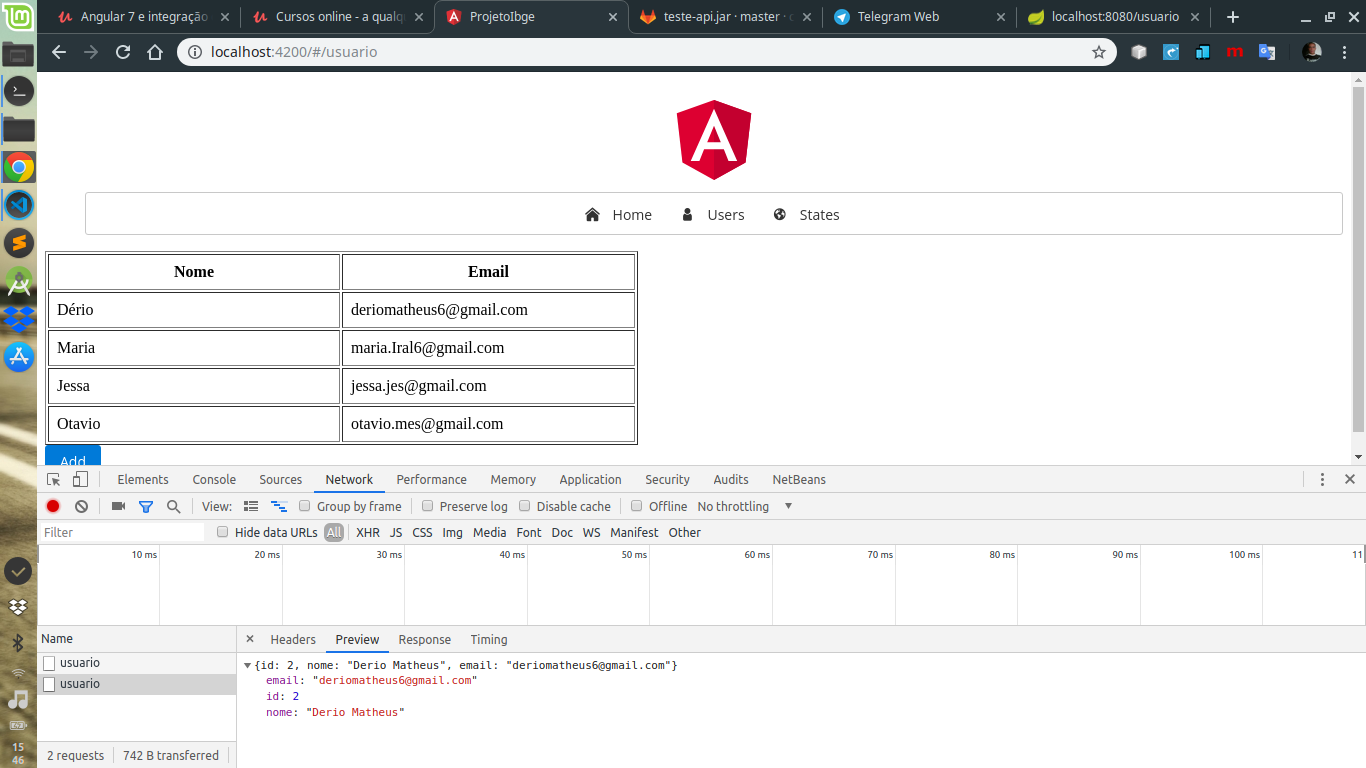 Angular 7 e integração
Cursos online - a qualqu
ProjetoIbge
teste-api.jar · master ·
Telegram Web
localhost:8080/usuario
localhost:4200/#/usuario
Home Users States
Nome Email
Dério deriomatheus6@gmail.com
Maria maria.Iral6@gmail.com
Jessa jessa.jes@gmail.com
Otavio otavio.mes@gmail.com
Add
Elements Console Sources Network Performance Memory Application Security Audits NetBeans
View: Group by frame Preserve log Disable cache Offline No throttling
Filter Hide data URLs All XHR JS CSS Img Media Font Doc WS Manifest Other
10 ms 20 ms 30 ms 40 ms 50 ms 60 ms 70 ms 80 ms 90 ms 100 ms 11
Name Headers Preview Response Timing
usuario
usuario
{id: 2, nome: "Derio Matheus", email: "deriomatheus6@gmail.com"}
email: "deriomatheus6@gmail.com"
id: 2
nome: "Derio Matheus"
2 requests 742 B transferred
15
46